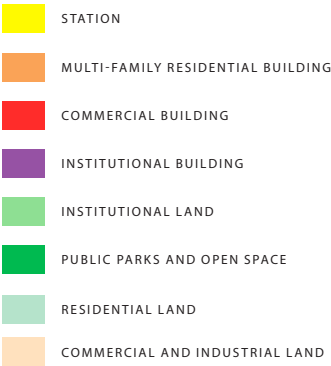 STATION
MULTI-FAMILY RESIDENTIAL BUILDING
COMMERCIAL BUILDING
INSTITUTIONAL BUILDING
INSTITUTIONAL LAND
PUBLIC PARKS AND OPEN SPACE
RESIDENTIAL LAND
COMMERCIAL AND INDUSTRIAL LAND